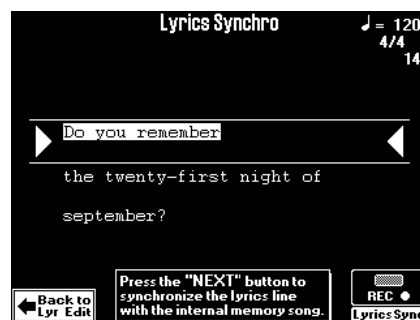 Lyrics Synchro
♩= 120
4/4
14
Do you remember
the twenty-first night of
september?
Back to
Lyr Edit
Press the "NEXT" button to
synchronize the lyrics line
with the internal memory song.
REC ●
Lyrics Sync